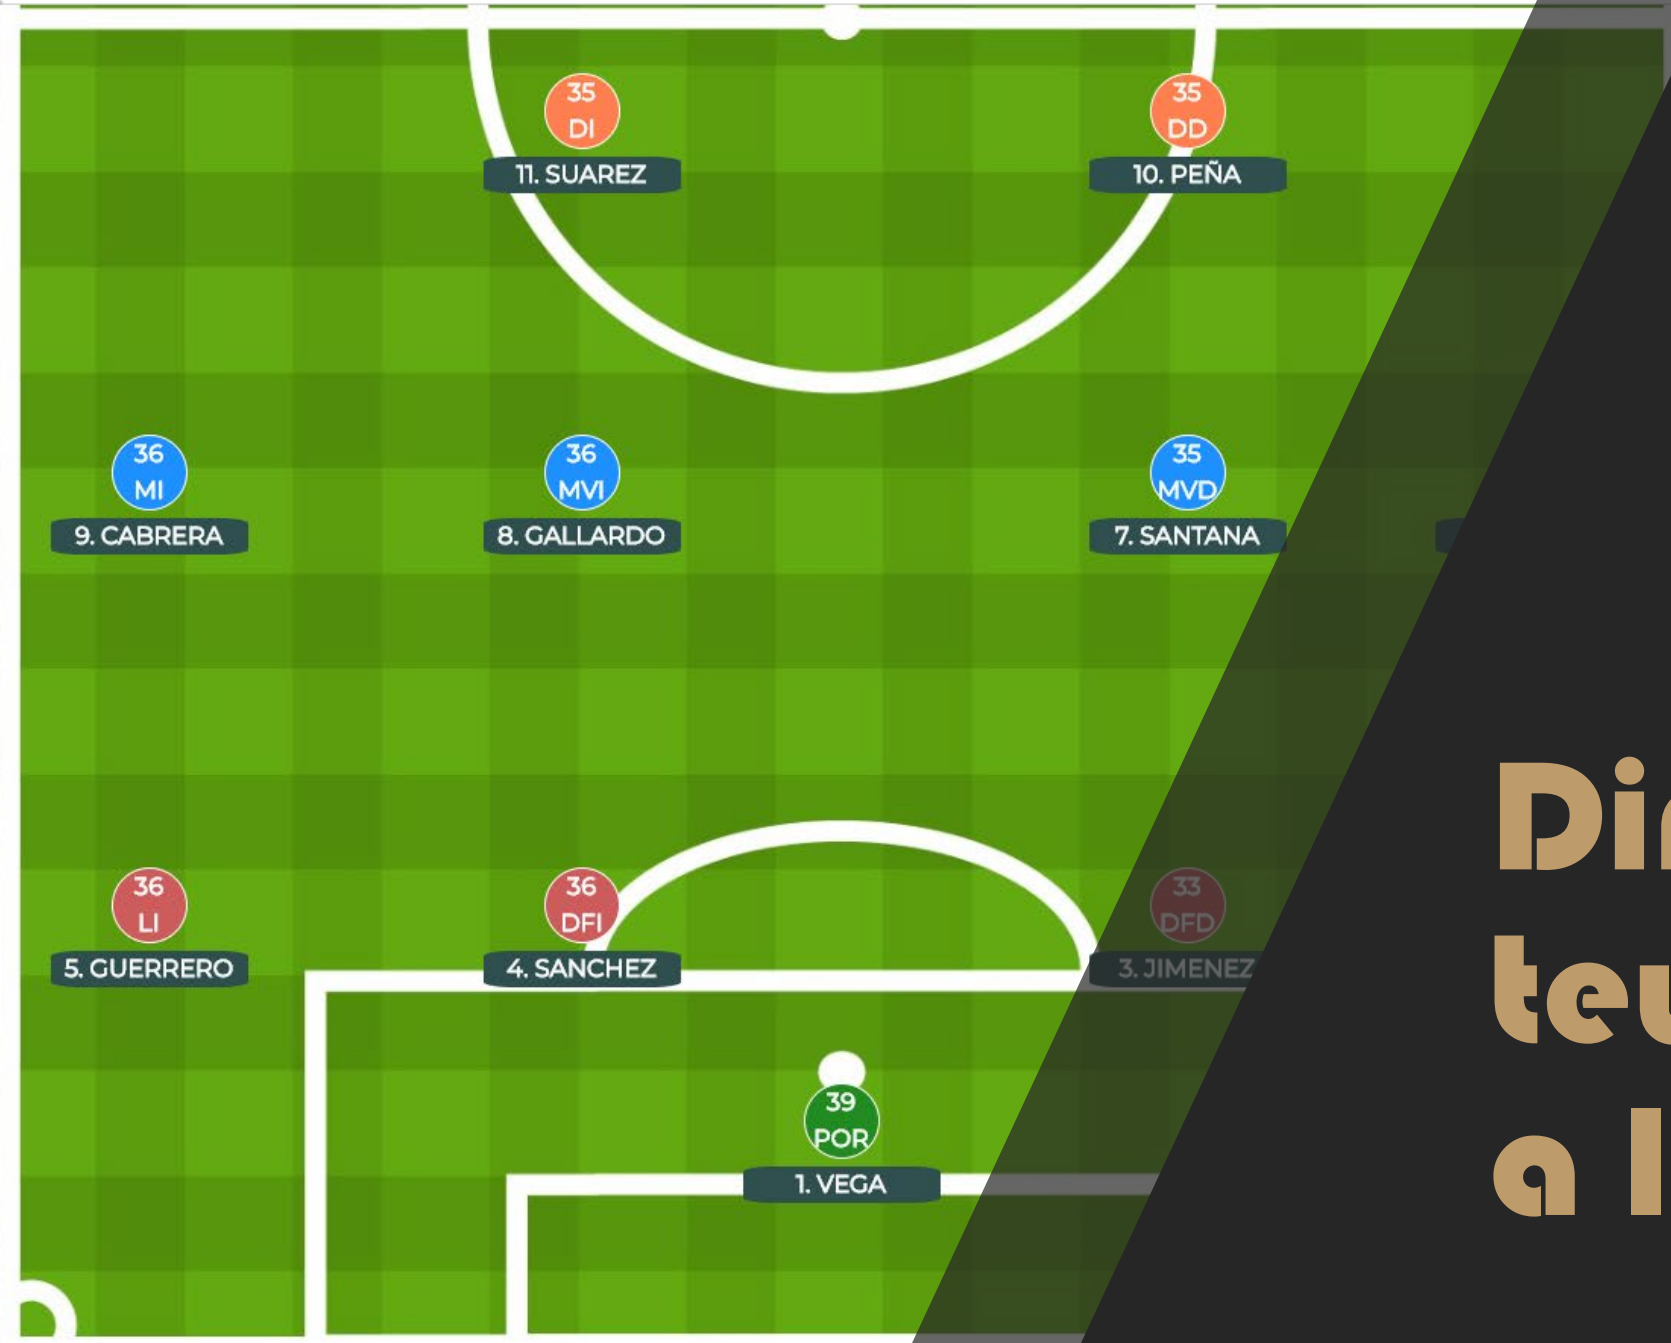 35
DI
11. SUAREZ
35
DD
10. PEÑA
36
MI
9. CABRERA
36
MVI
8. GALLARDO
35
MVD
7. SANTANA
36
LI
5. GUERRERO
36
DFI
4. SANCHEZ
33
DFD
3. JIMENEZ
39
POR
1. VEGA
a